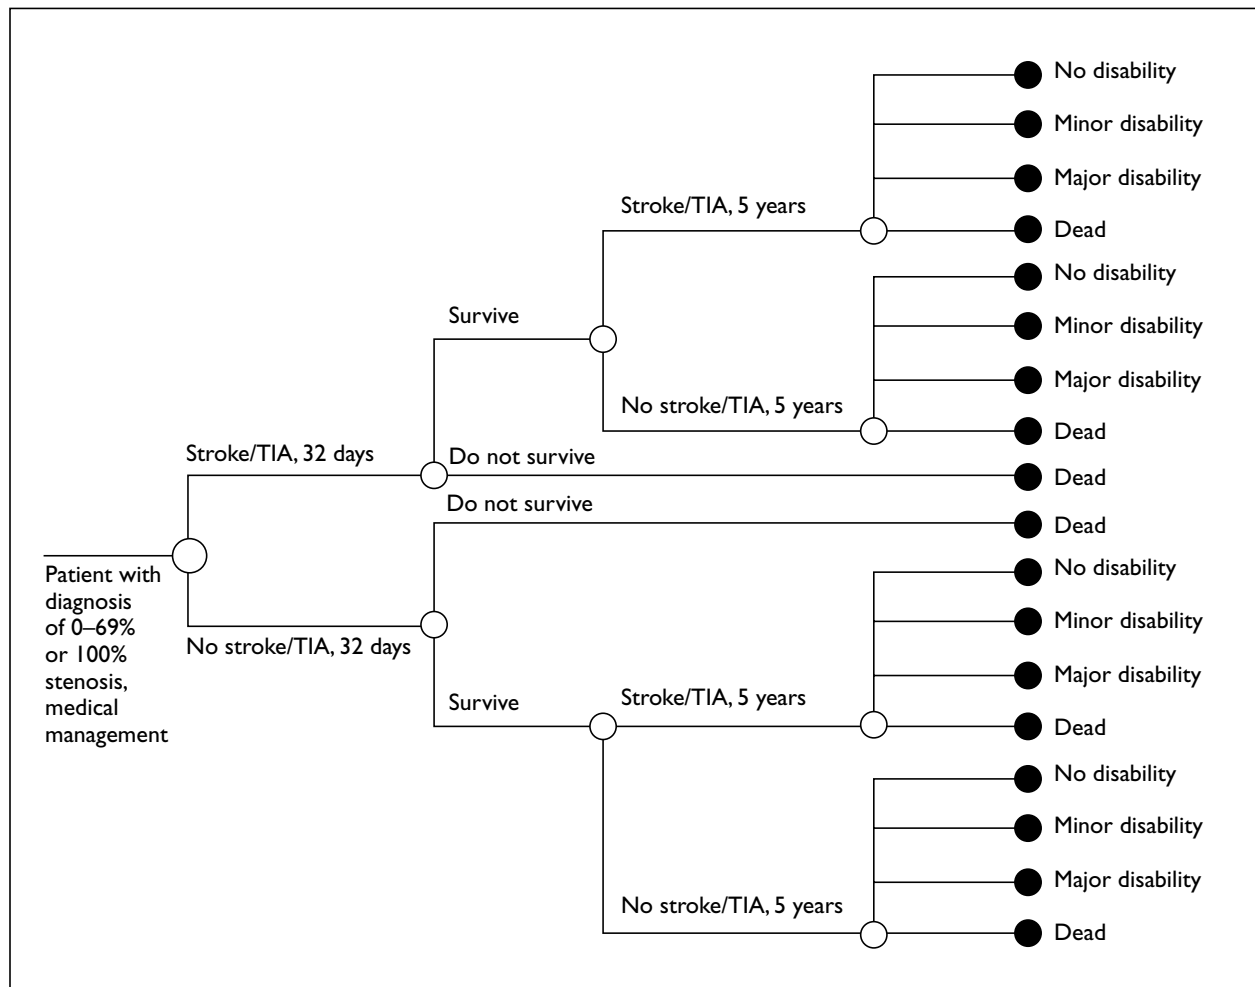 No disability
Minor disability
Major disability
Stroke/TIA, 5 years
Dead
No disability
Survive
Minor disability
Major disability
No stroke/TIA, 5 years
Dead
Stroke/TIA, 32 days
Do not survive
Dead
Do not survive
Dead
Patient with
diagnosis
of 0–69%
or 100%
stenosis,
medical
management
No disability
Minor disability
No stroke/TIA, 32 days
Major disability
Survive
Stroke/TIA, 5 years
Dead
No disability
Minor disability
Major disability
No stroke/TIA, 5 years
Dead